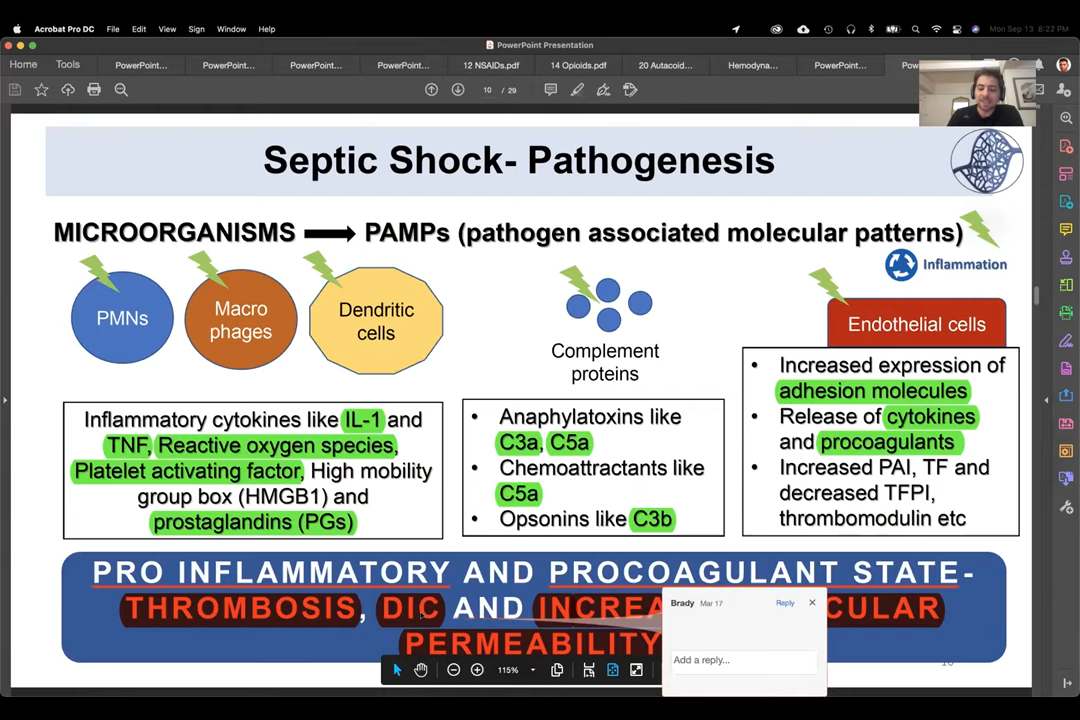 Acrobat Pro DC File Edit View Sign Window Help Mon Sep 13 8:22 PM
PowerPoint Presentation
Home Tools PowerPoint... PowerPoint... PowerPoint... PowerPoint... 12 NSAIDs.pdf 14 Opioids.pdf 20 Autacoid... Hemodyna... PowerPoint...
10 / 29
Septic Shock- Pathogenesis
MICROORGANISMS PAMPs (pathogen associated molecular patterns)
Inflammation
PMNs
Macro
phages
Dendritic
cells
Complement
proteins
Endothelial cells
Inflammatory cytokines like IL-1 and
TNF, Reactive oxygen species,
Platelet activating factor, High mobility
group box (HMGB1) and
prostaglandins (PGs)
• Anaphylatoxins like
C3a, C5a
• Chemoattractants like
C5a
• Opsonins like C3b
• Increased expression of
adhesion molecules
• Release of cytokines
and procoagulants
• Increased PAI, TF and
decreased TFPI,
thrombomodulin etc
PRO INFLAMMATORY AND PROCOAGULANT STATE-
THROMBOSIS, DIC AND INCREA CULAR
PERMEABILITY
Brady Mar 17 Reply
Add a reply...
115%